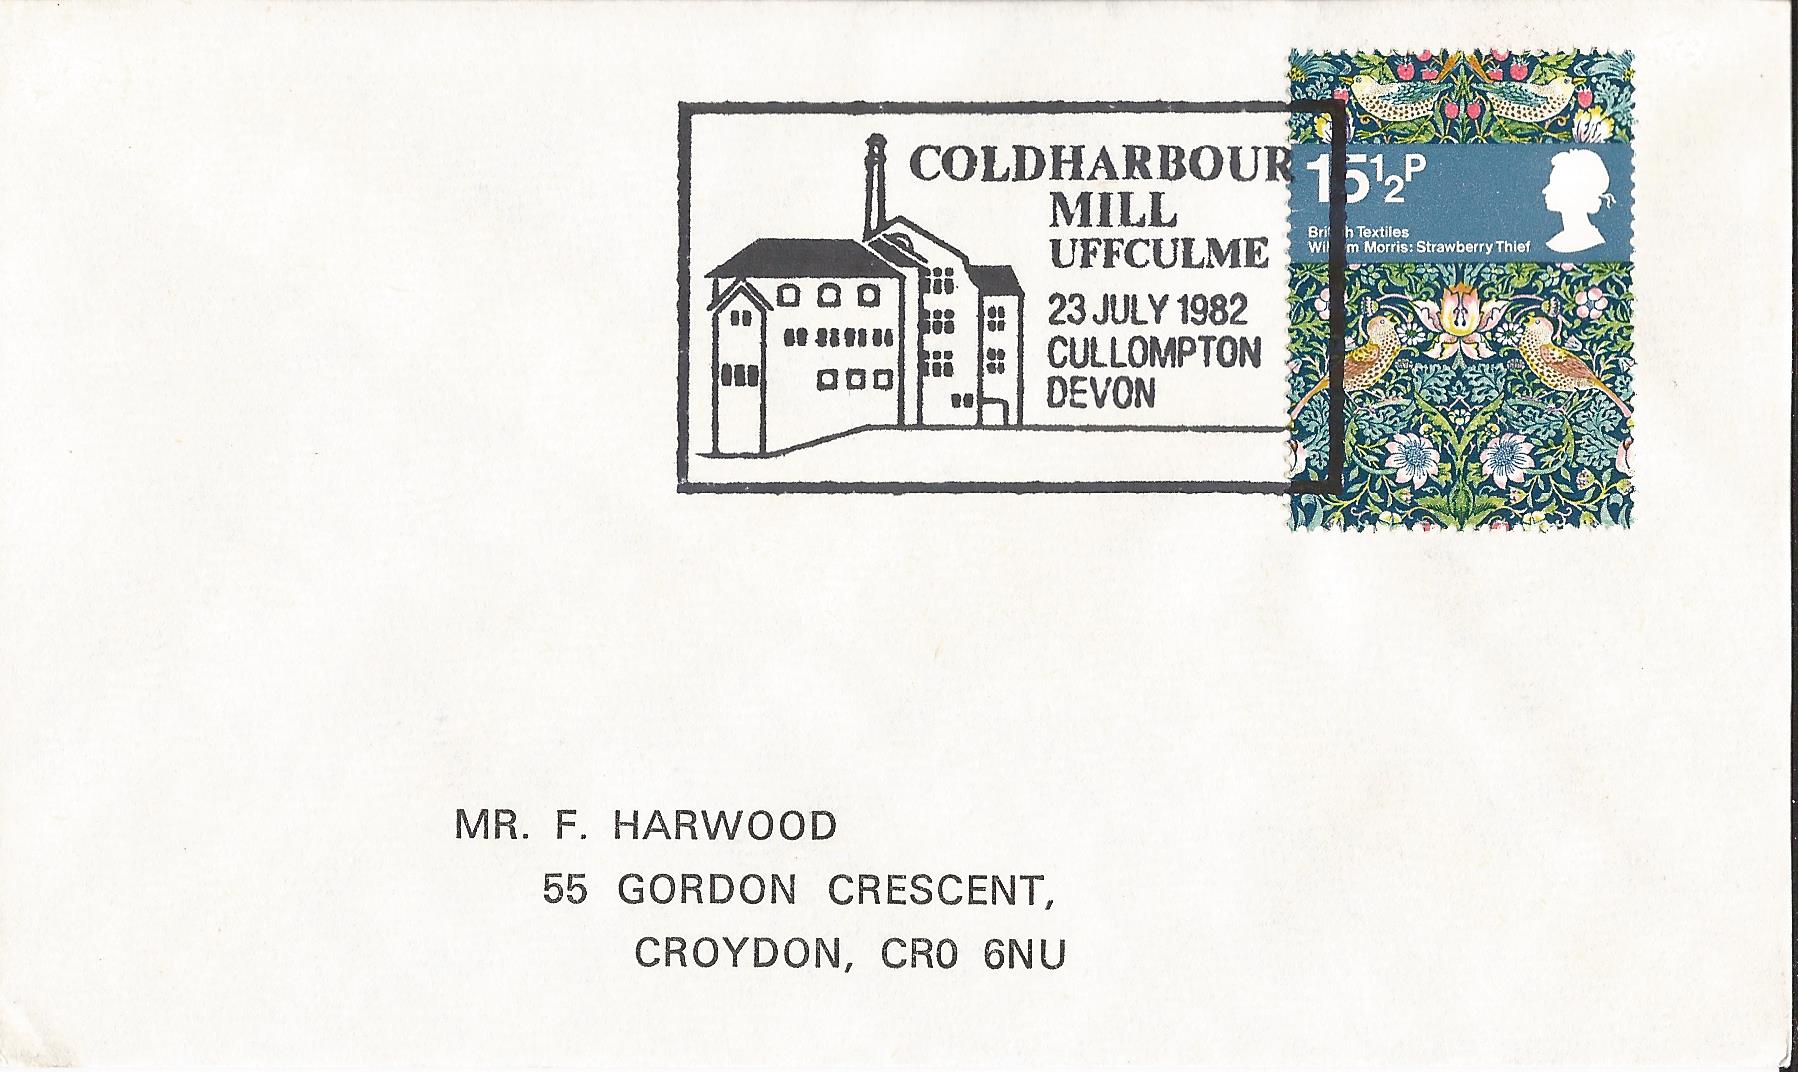 COLDHARBOUR
MILL
UFFCULME
23 JULY 1982
CULLOMPTON
DEVON
15½P
British Textiles
William Morris: Strawberry Thief
MR. F. HARWOOD
55 GORDON CRESCENT,
CROYDON, CR0 6NU